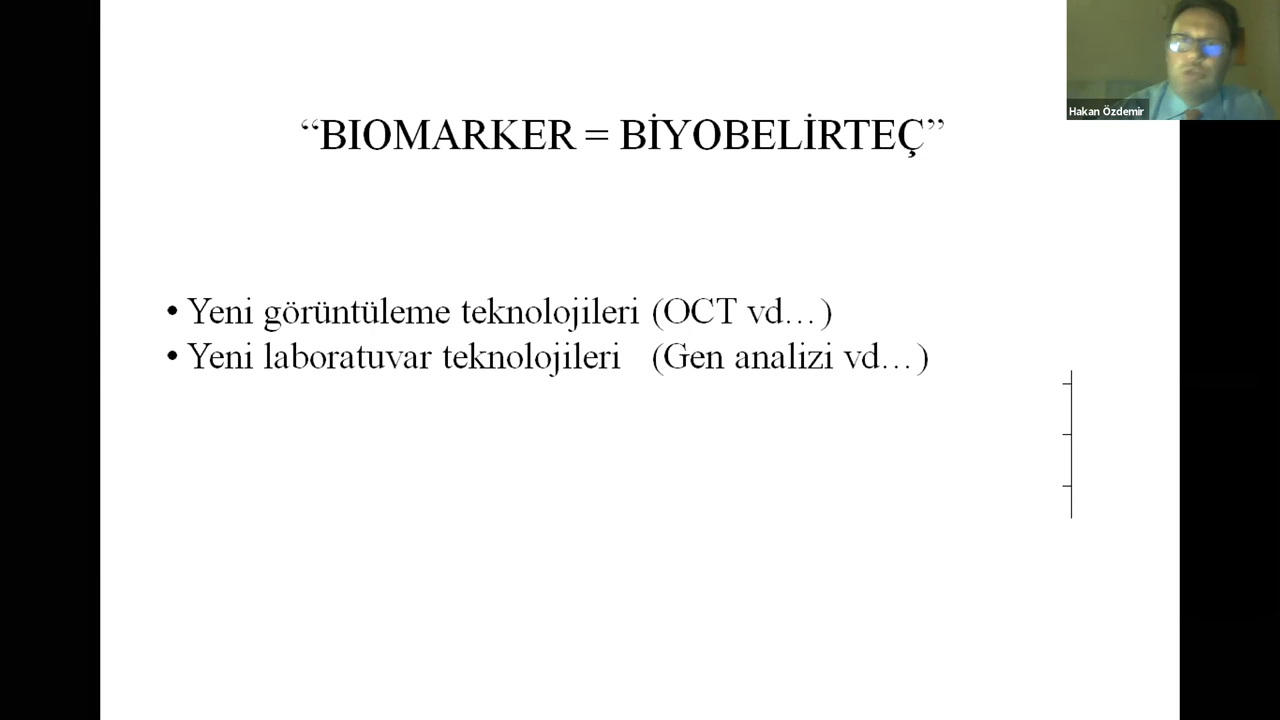 Hakan Özdemir
“BIOMARKER = BİYOBELİRTEÇ”
• Yeni görüntüleme teknolojileri (OCT vd…)
• Yeni laboratuvar teknolojileri (Gen analizi vd…)